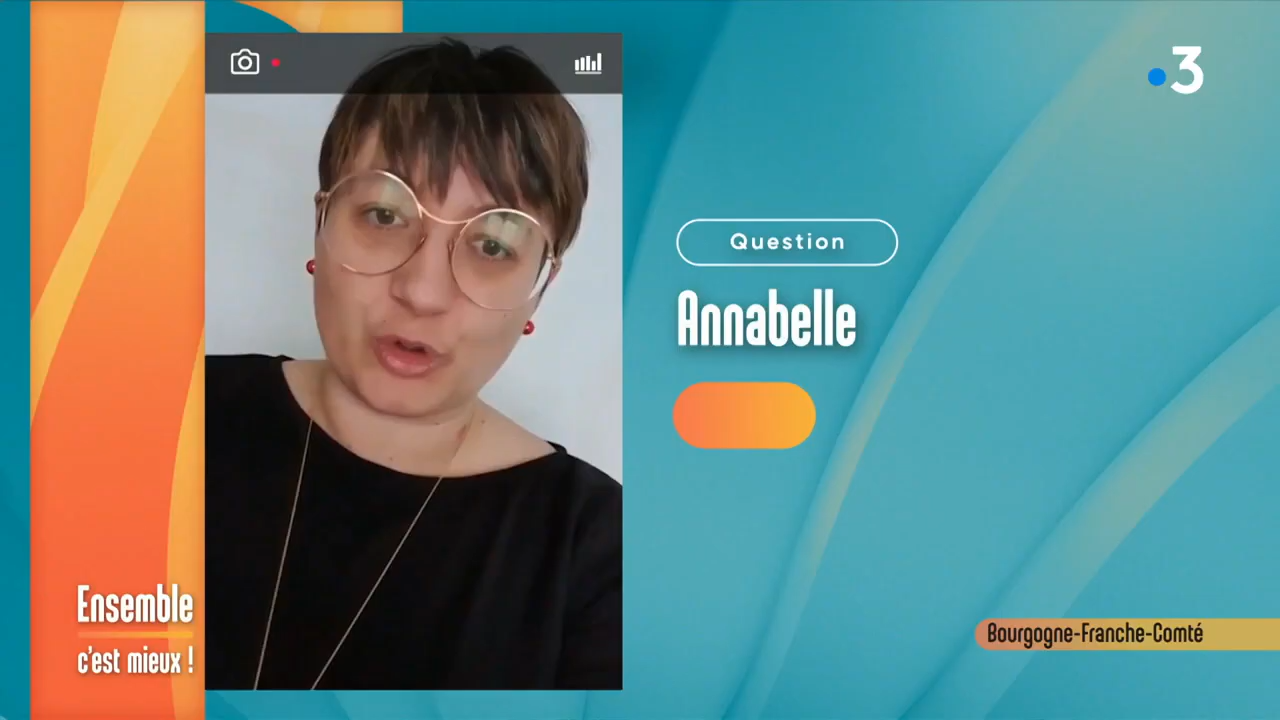 3
Question
Annabelle
Ensemble
c'est mieux !
Bourgogne-Franche-Comté